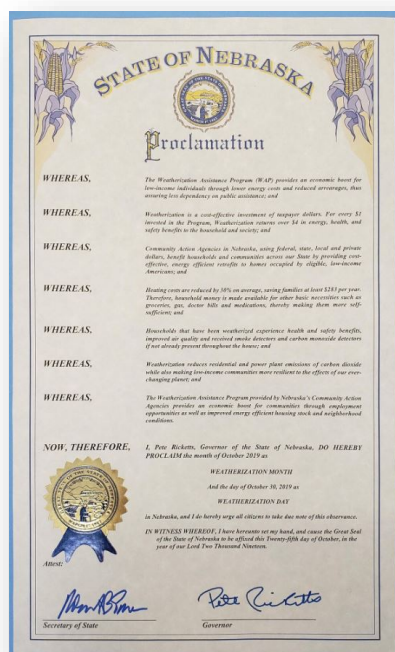 STATE OF NEBRASKA
Proclamation
WHEREAS,
The Weatherization Assistance Program (WAP) provides an economic boost for
low-income individuals through lower energy costs and reduced arrearages, thus
assuring less dependency on public assistance; and
WHEREAS,
Weatherization is a cost-effective investment of taxpayer dollars. For every $1
invested in the Program, Weatherization returns over $4 in energy, health, and
safety benefits to the household and society; and
WHEREAS,
Community Action Agencies in Nebraska, using federal, state, local and private
dollars, benefit households and communities across our State by providing cost-
effective, energy efficient retrofits to homes occupied by eligible, low-income
Americans; and
WHEREAS,
Heating costs are reduced by 30% on average, saving families at least $283 per year.
Therefore, household money is made available for other basic necessities such as
groceries, gas, doctor bills and medications, thereby making them more self-
sufficient; and
WHEREAS,
Households that have been weatherized experience health and safety benefits,
improved air quality and received smoke detectors and carbon monoxide detectors
if not already present throughout the house; and
WHEREAS,
Weatherization reduces residential and power plant emissions of carbon dioxide
while also making low-income communities more resilient to the effects of our ever-
changing planet; and
WHEREAS,
The Weatherization Assistance Program provided by Nebraska's Community Action
Agencies provides an economic boost for communities through employment
opportunities as well as improved energy efficient housing stock and neighborhood
conditions.
NOW, THEREFORE,
I, Pete Ricketts, Governor of the State of Nebraska, DO HEREBY
PROCLAIM the month of October 2019 as
WEATHERIZATION MONTH
And the day of October 30, 2019 as
WEATHERIZATION DAY
in Nebraska, and I do hereby urge all citizens to take due note of this observance.
IN WITNESS WHEREOF, I have hereunto set my hand, and cause the Great Seal
of the State of Nebraska to be affixed this Twenty-fifth day of October, in the
year of our Lord Two Thousand Nineteen.
Attest:
Pete Ricketts
Secretary of State
Governor